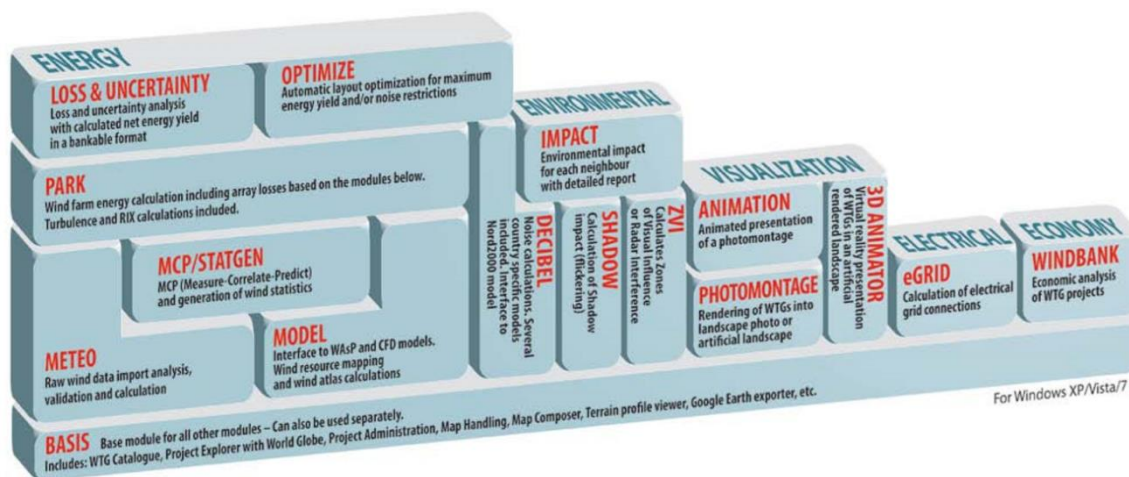 ENERGY
LOSS & UNCERTAINTY
Loss and uncertainty analysis
with calculated net energy yield
in a bankable format
OPTIMIZE
Automatic layout optimization for maximum
energy yield and/or noise restrictions
PARK
Wind farm energy calculation including array losses based on the modules below.
Turbulence and RIX calculations included.
MCP/STATGEN
MCP (Measure-Correlate-Predict)
and generation of wind statistics
METEO
Raw wind data import analysis,
validation and calculation
MODEL
Interface to WAsP and CFD models.
Wind resource mapping
and wind atlas calculations
DECIBEL
Noise calculations. Several
country specific models
included. Interface to
Nord2000 model
ENVIRONMENTAL
IMPACT
Environmental impact
for each neighbour
with detailed report
SHADOW
Calculation of Shadow
impact (flickering)
ZVI
Calculates Zones
of Visual Influence
or Radar Interference
VISUALIZATION
ANIMATION
Animated presentation
of a photomontage
PHOTOMONTAGE
Rendering of WTGs into
landscape photo or
artificial landscape
3D ANIMATOR
Virtual reality presentation
of WTGs in an artificial
rendered landscape
ELECTRICAL
eGRID
Calculation of electrical
grid connections
ECONOMY
WINDBANK
Economic analysis
of WTG projects
BASIS Base module for all other modules – Can also be used separately.
Includes: WTG Catalogue, Project Explorer with World Globe, Project Administration, Map Handling, Map Composer, Terrain profile viewer, Google Earth exporter, etc.
For Windows XP/Vista/7